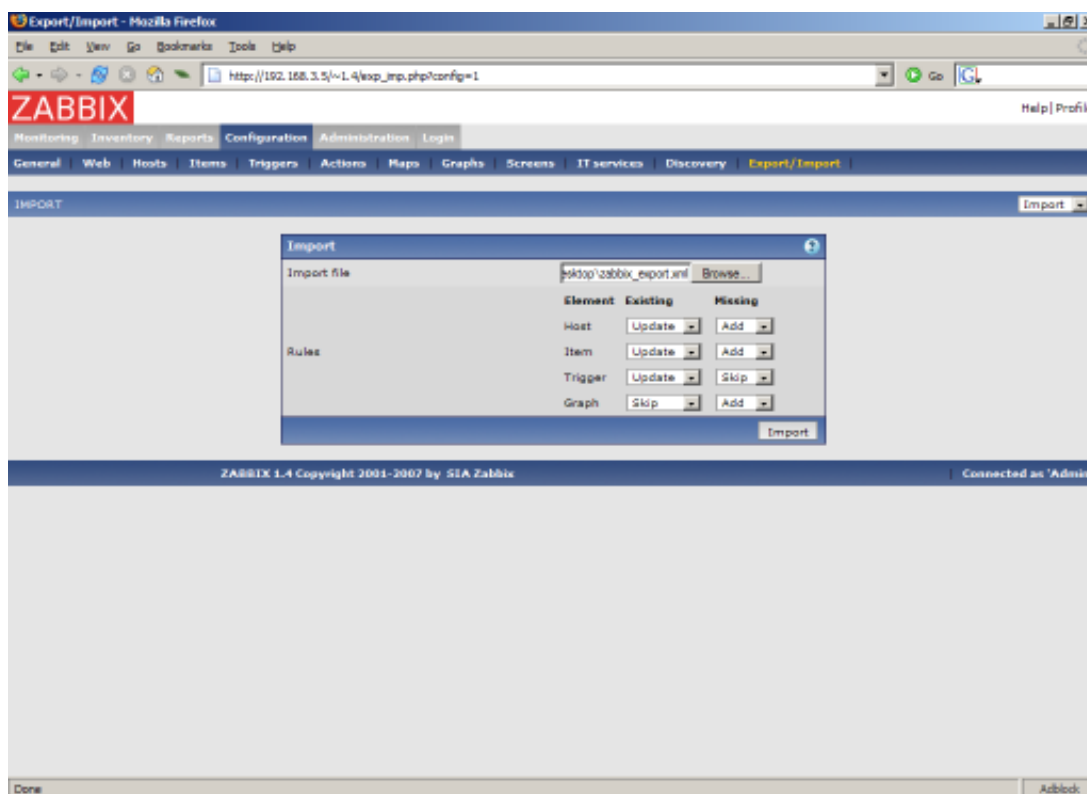 Export/Import - Mozilla Firefox
File Edit View Go Bookmarks Tools Help
http://192.168.3.5/~1.4/exp_imp.php?config=1 Go G
ZABBIX Help | Profil
Monitoring Inventory Reports Configuration Administration Login
General | Web | Hosts | Items | Triggers | Actions | Maps | Graphs | Screens | IT services | Discovery | Export/Import |
IMPORT Import
Import
Import file esktop\zabbix_export.xml Browse...
Element Existing Missing
Host Update Add
Rules Item Update Add
Trigger Update Skip
Graph Skip Add
Import
ZABBIX 1.4 Copyright 2001-2007 by SIA Zabbix | Connected as 'Admin
Done Adblock